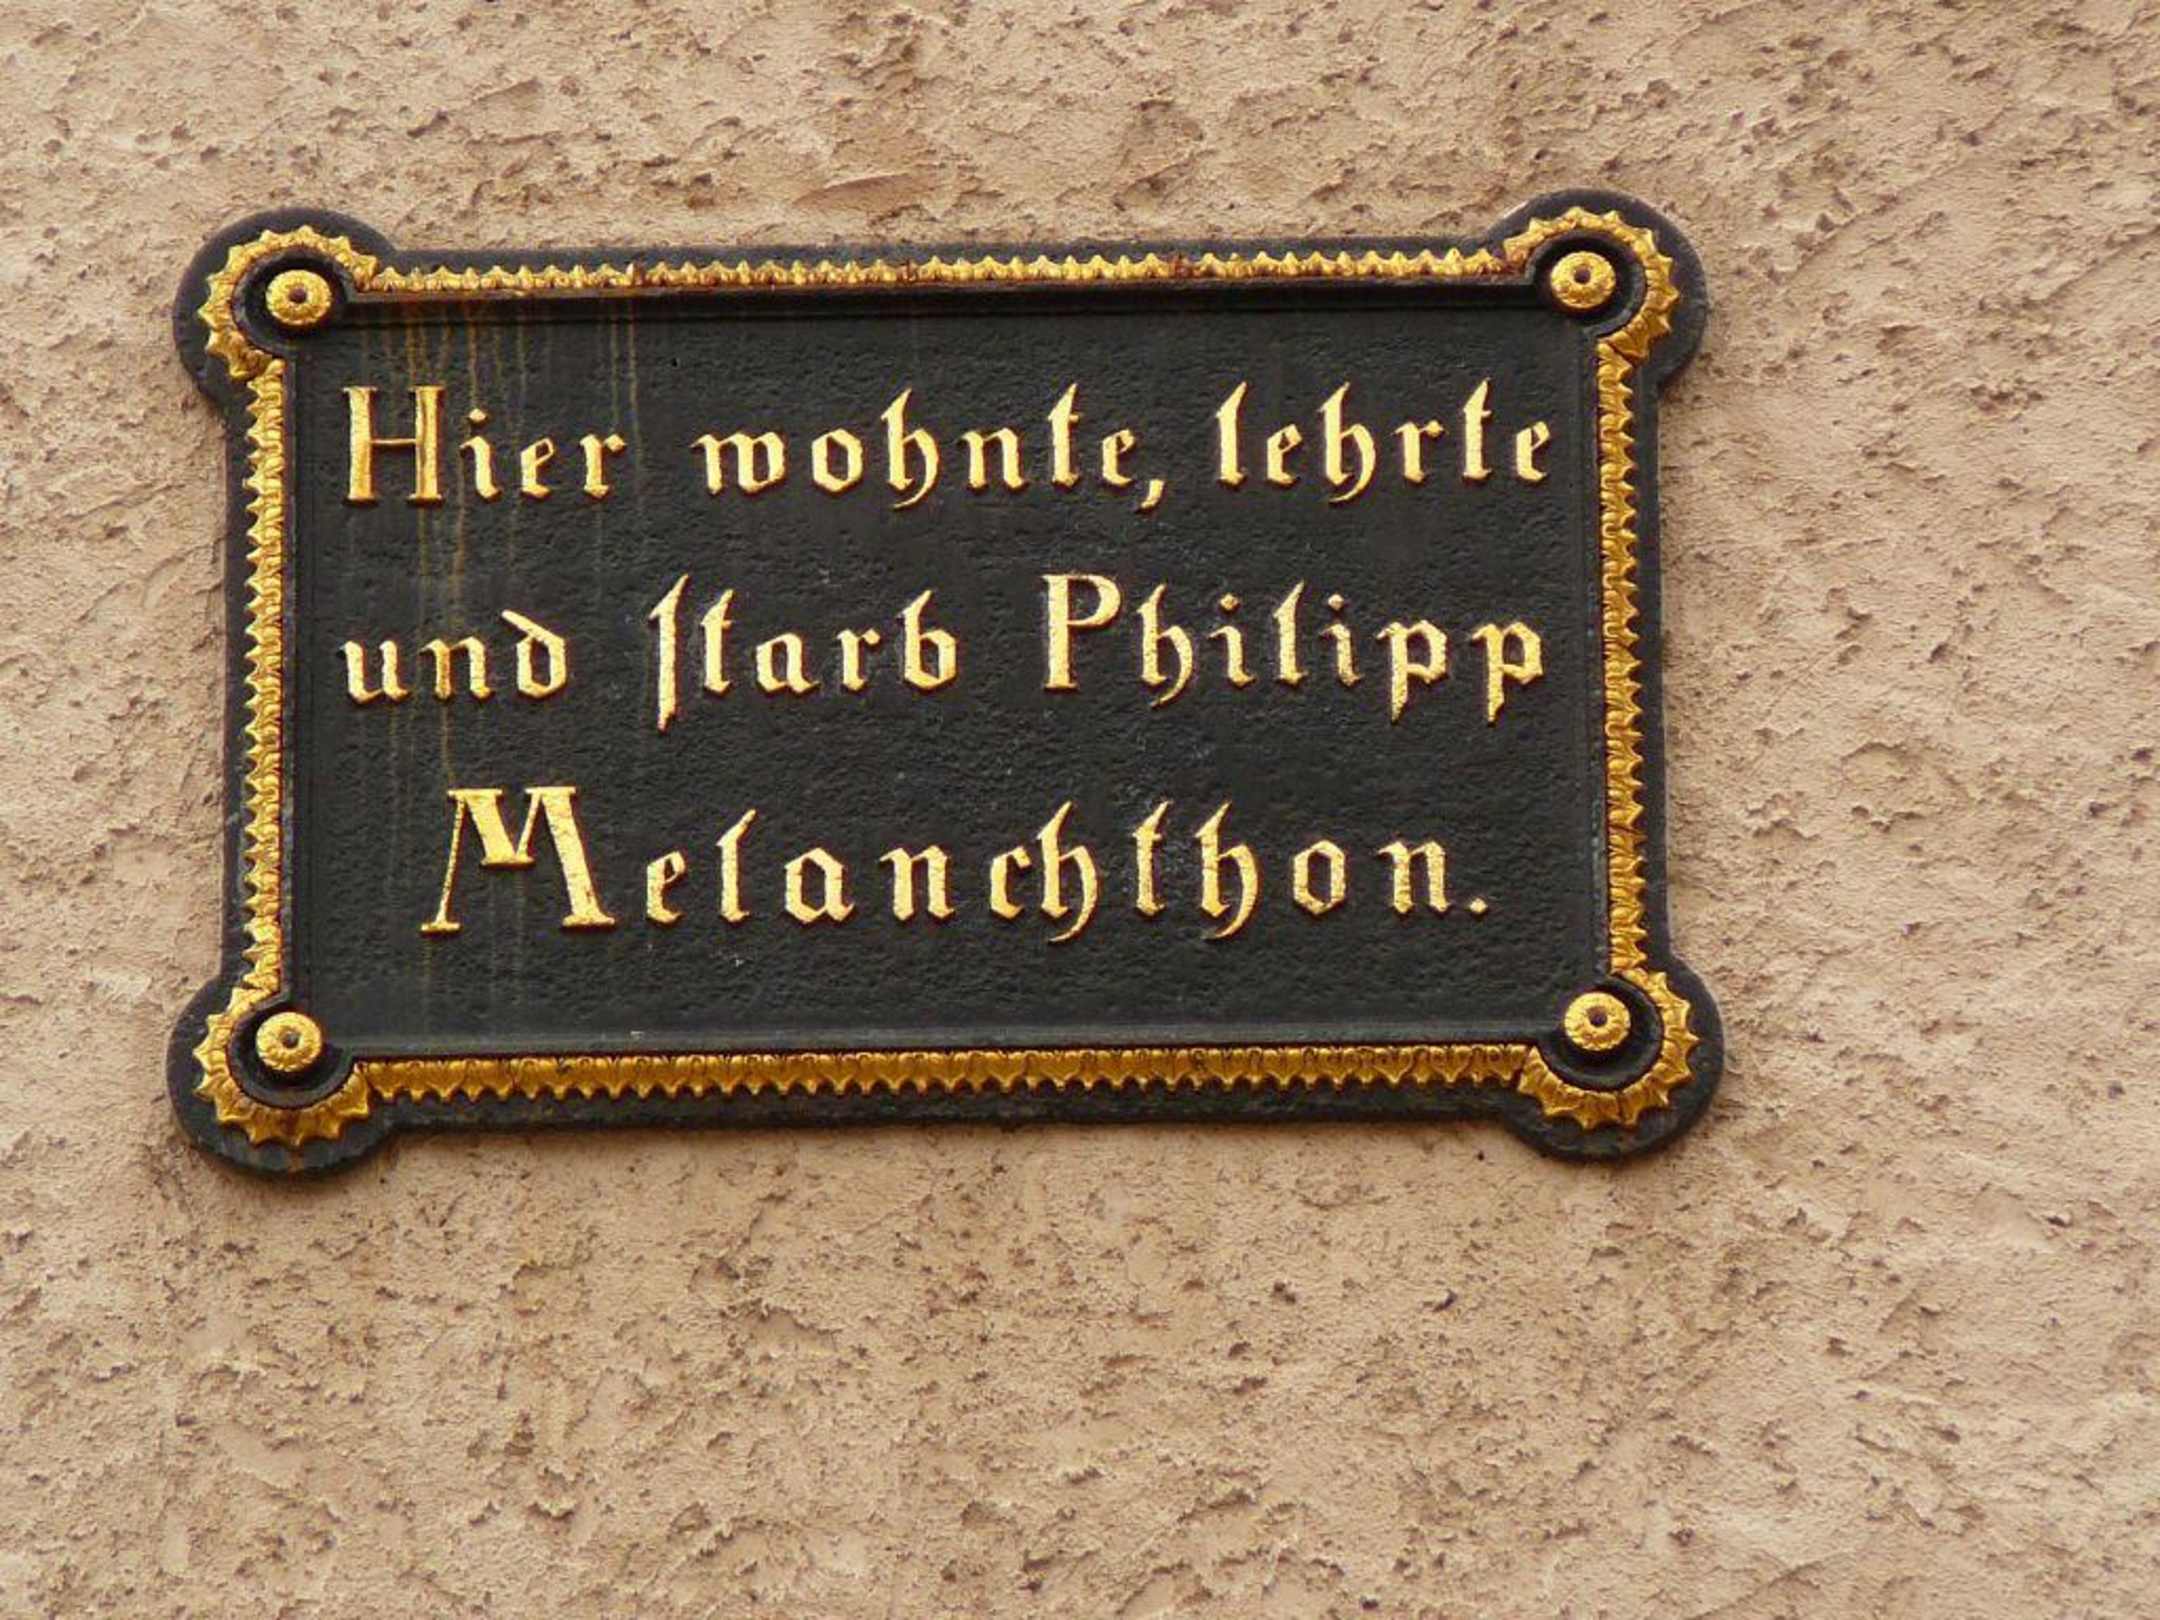 Hier wohnte, lehrte
und ſtarb Philipp
Melanchthon.